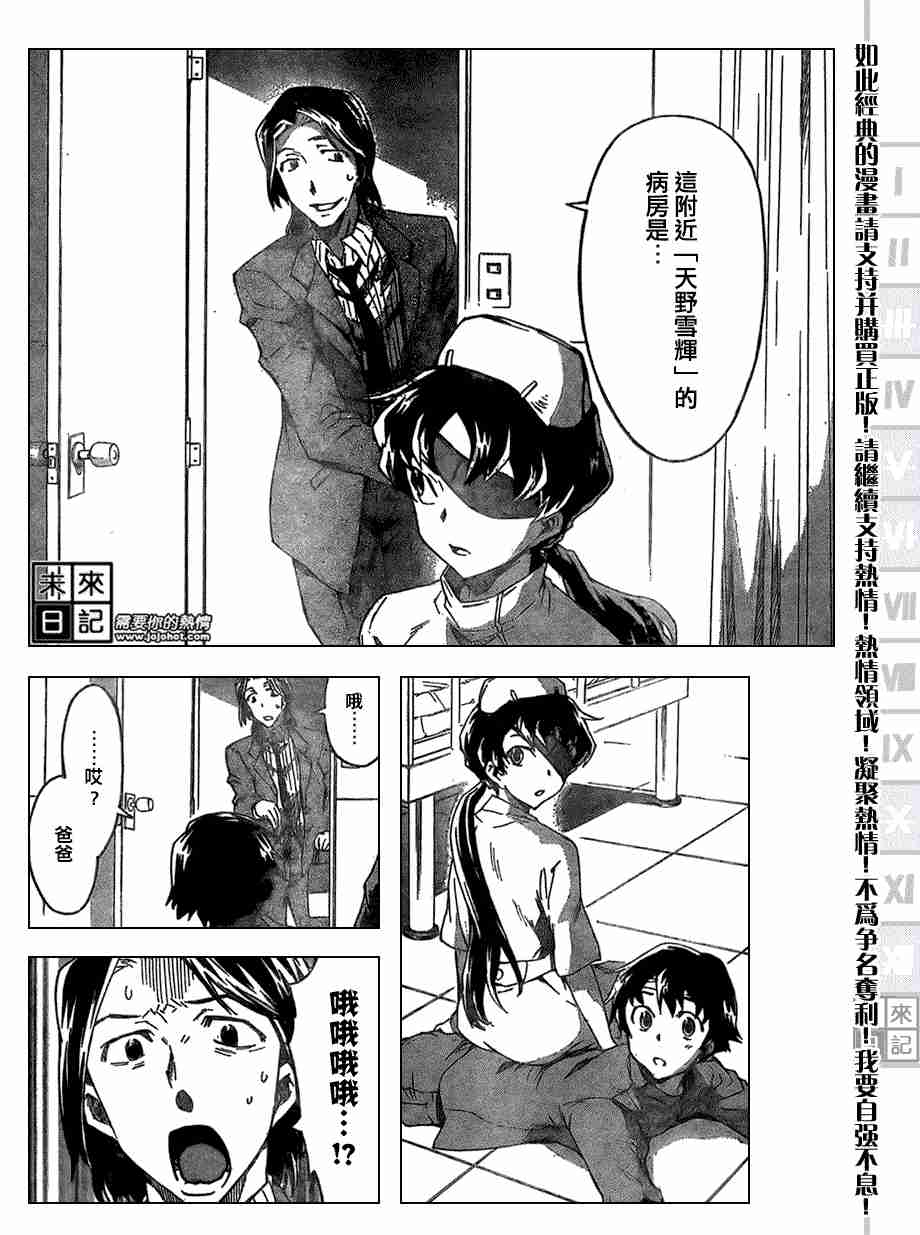 這附近「天野雪輝」的
病房是…
哦……
……哎?
爸爸
哦哦哦哦…!?
未來
日記
需要你的熱情
www.jojohot.com
如此經典的漫畫請支持并購買正版!請繼續支持熱情!熱情領域!凝聚熱情!不爲争名奪利!我要自强不息!
I
II
III
IV
V
VI
VII
VIII
IX
X
XI
來
記